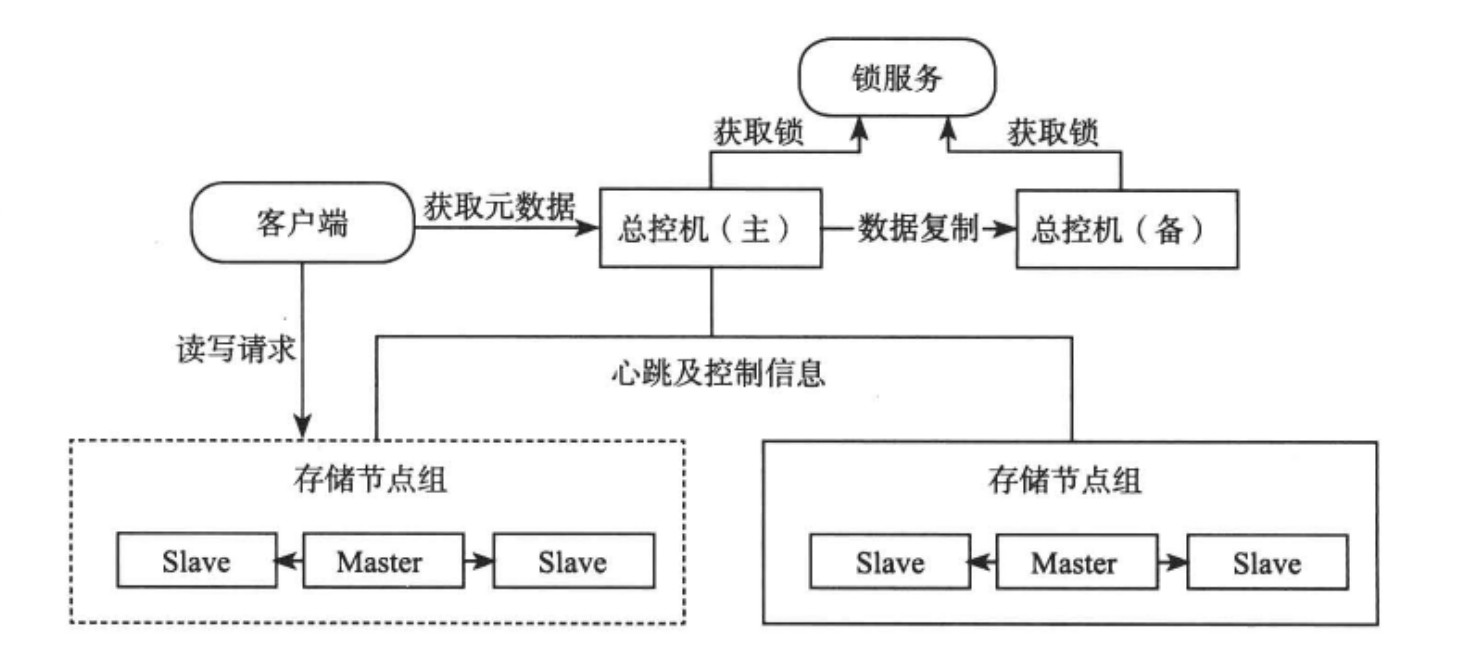 锁服务
获取锁
获取锁
客户端
获取元数据
总控机（主）
数据复制
总控机（备）
读写请求
心跳及控制信息
存储节点组
存储节点组
Slave
Master
Slave
Slave
Master
Slave